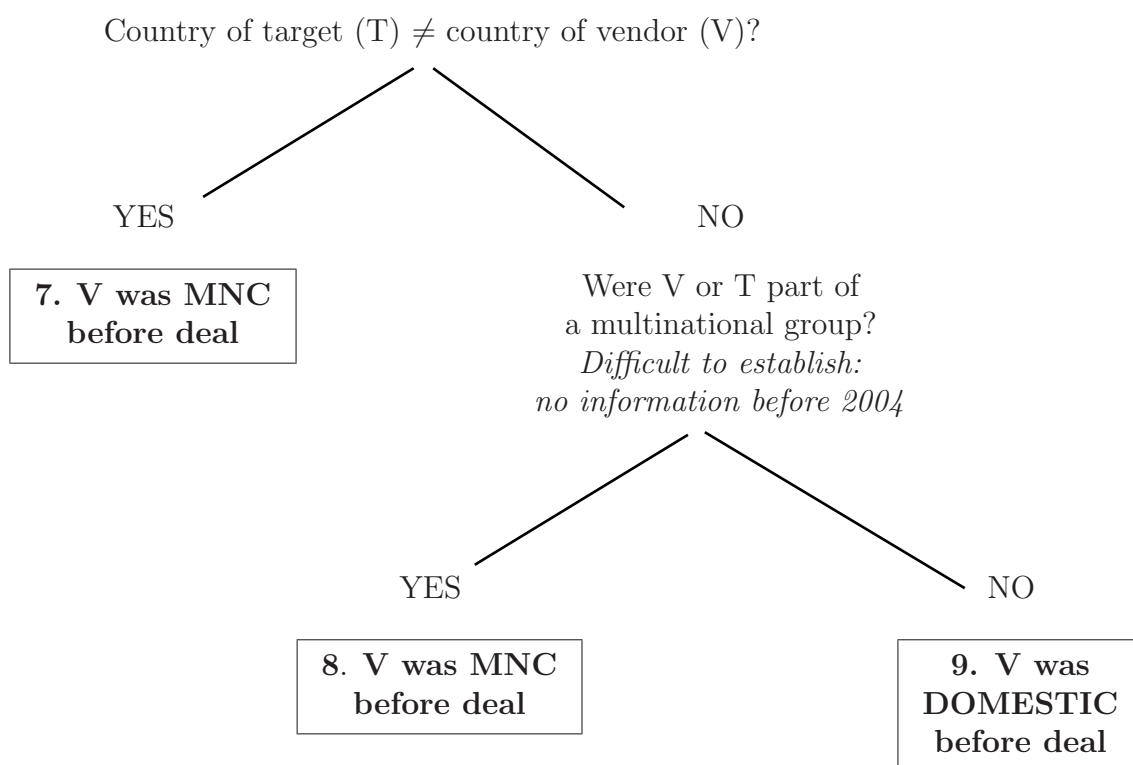 Country of target (T) ≠ country of vendor (V)?
YES
NO
7. V was MNC
before deal
Were V or T part of
a multinational group?
Difficult to establish:
no information before 2004
YES
NO
8. V was MNC
before deal
9. V was
DOMESTIC
before deal